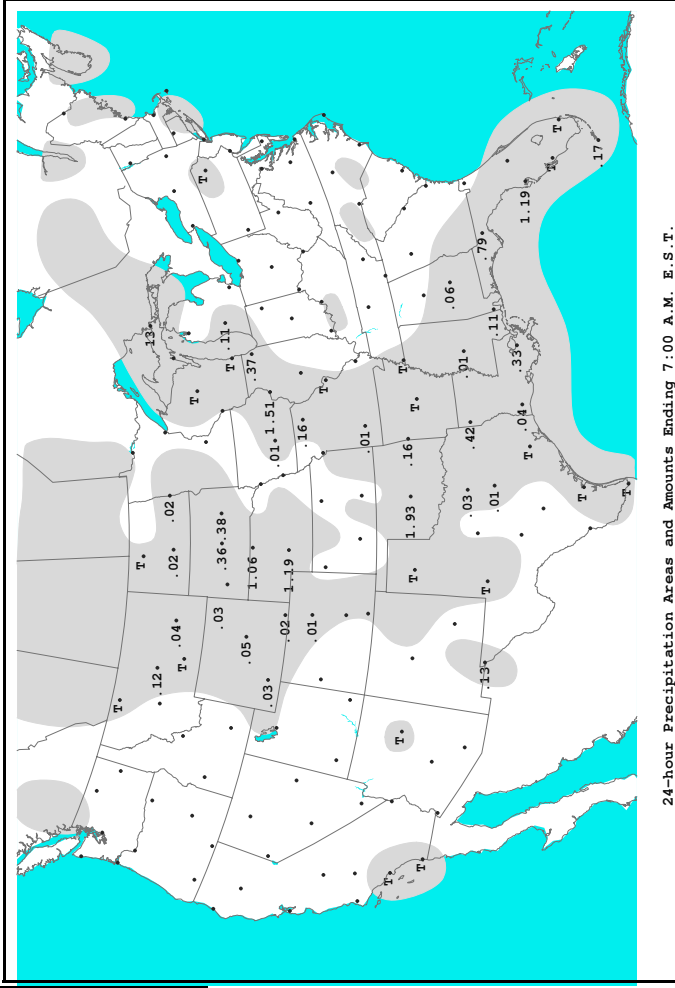 T
T
.13
.12
.02
.04
.02
T
T
T
.03
.36
.38
.11
T
.05
1.06
.37
.03
1.51
.01
.02
1.19
.16
.01
T
.01
T
T
T
.16
1.93
T
T
T
.06
.03
.42
.01
.79
.13
T
.01
.11
.33
.04
1.19
T
T
T
T
.17
T
24-hour Precipitation Areas and Amounts Ending 7:00 A.M. E.S.T.